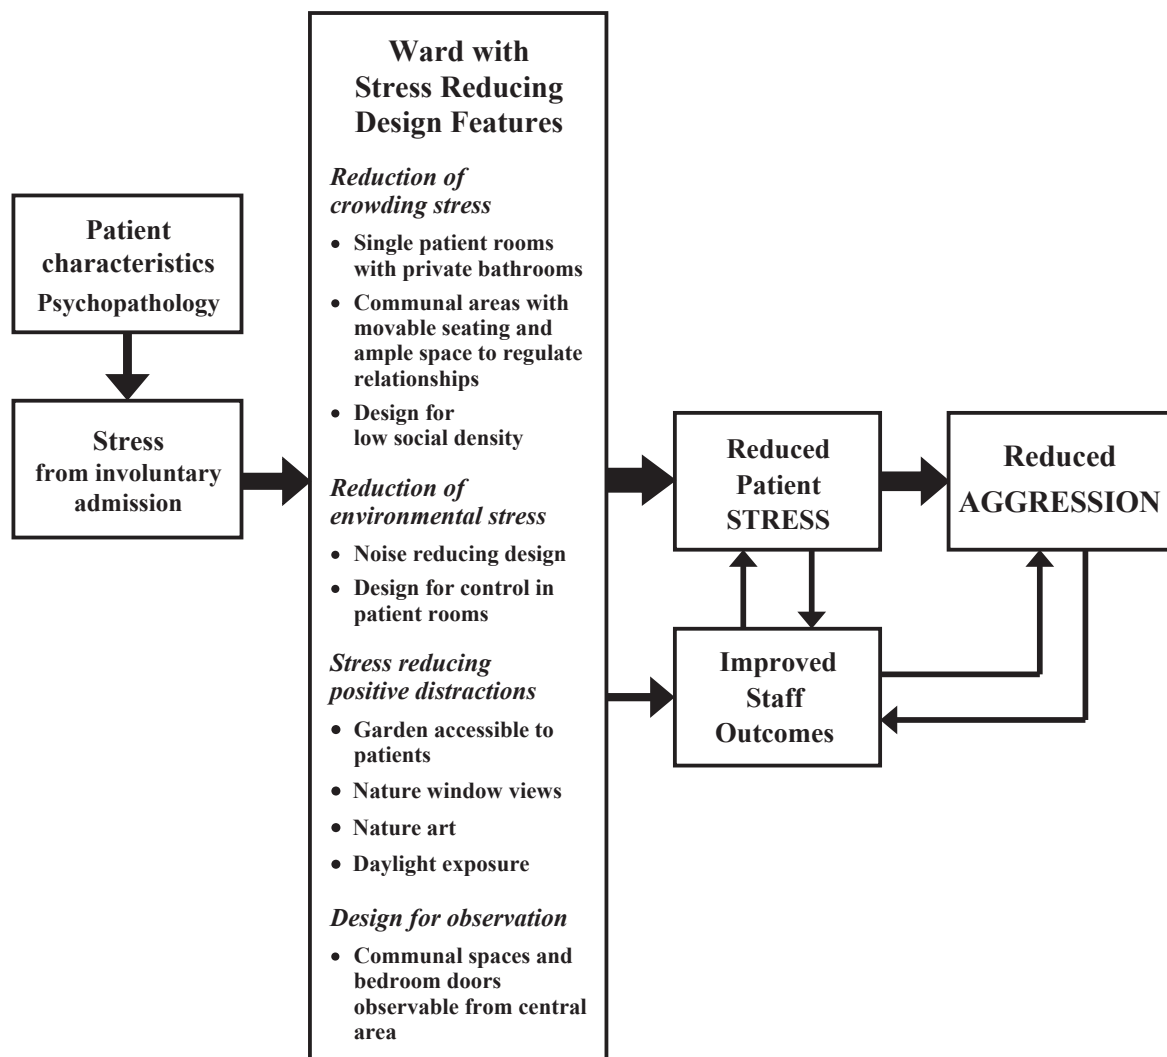 Patient
characteristics
Psychopathology
Stress
from involuntary
admission
Ward with
Stress Reducing
Design Features
Reduction of
crowding stress
• Single patient rooms
with private bathrooms
• Communal areas with
movable seating and
ample space to regulate
relationships
• Design for
low social density
Reduction of
environmental stress
• Noise reducing design
• Design for control in
patient rooms
Stress reducing
positive distractions
• Garden accessible to
patients
• Nature window views
• Nature art
• Daylight exposure
Design for observation
• Communal spaces and
bedroom doors
observable from central
area
Reduced
Patient
STRESS
Reduced
AGGRESSION
Improved
Staff
Outcomes